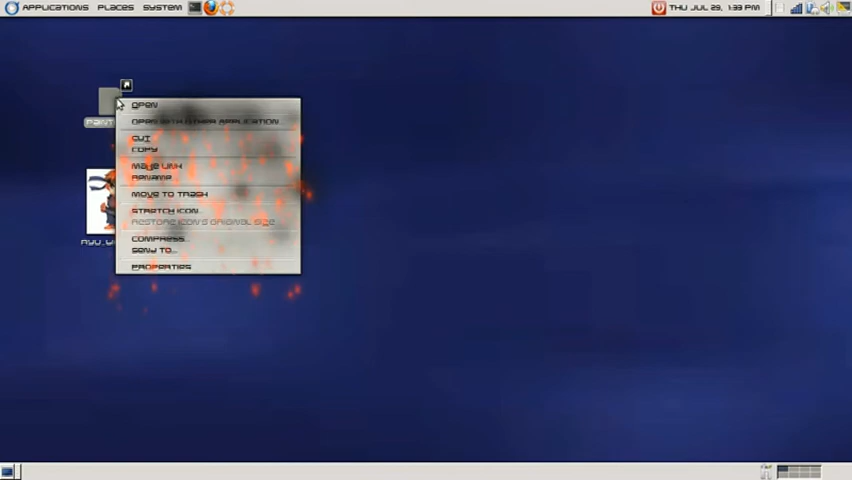 APPLICATIONS PLACES SYSTEM THU JUL 29, 1:33 PM
OPEN
OPEN WITH OTHER APPLICATION...
PAINT
CUT
COPY
MAKE LINK
RENAME...
MOVE TO TRASH
STRETCH ICON...
RESTORE ICON'S ORIGINAL SIZE
COMPRESS...
SEND TO...
PROPERTIES